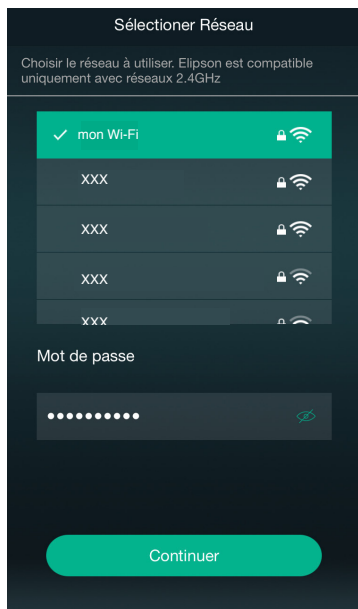 Sélectioner Réseau
Choisir le réseau à utiliser. Elipson est compatible
uniquement avec réseaux 2.4GHz
mon Wi-Fi
XXX
XXX
XXX
XXX
Mot de passe
••••••••••
Continuer